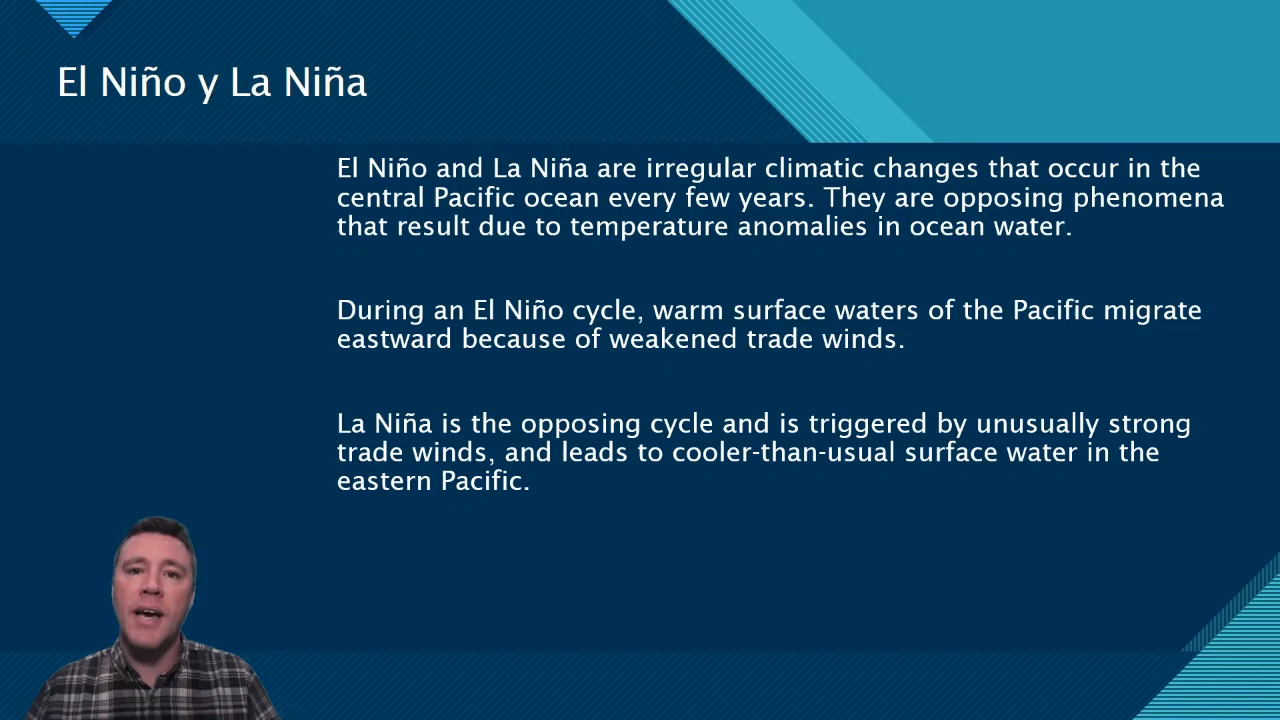 El Niño y La Niña
El Niño and La Niña are irregular climatic changes that occur in the
central Pacific ocean every few years. They are opposing phenomena
that result due to temperature anomalies in ocean water.
During an El Niño cycle, warm surface waters of the Pacific migrate
eastward because of weakened trade winds.
La Niña is the opposing cycle and is triggered by unusually strong
trade winds, and leads to cooler-than-usual surface water in the
eastern Pacific.